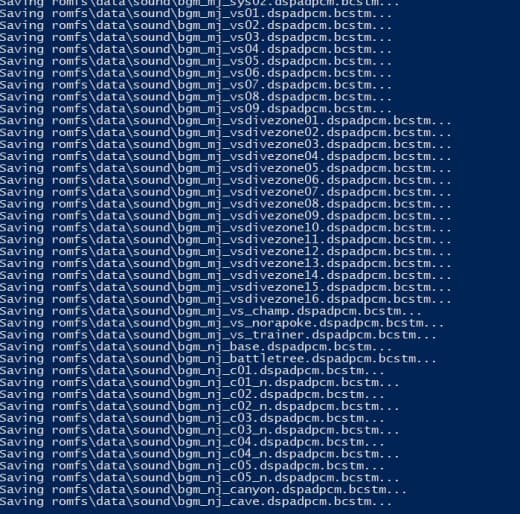 Saving romfs\data\sound\bgm_mj_sys02.dspadpcm.bcstm...
Saving romfs\data\sound\bgm_mj_vs01.dspadpcm.bcstm...
Saving romfs\data\sound\bgm_mj_vs02.dspadpcm.bcstm...
Saving romfs\data\sound\bgm_mj_vs03.dspadpcm.bcstm...
Saving romfs\data\sound\bgm_mj_vs04.dspadpcm.bcstm...
Saving romfs\data\sound\bgm_mj_vs05.dspadpcm.bcstm...
Saving romfs\data\sound\bgm_mj_vs06.dspadpcm.bcstm...
Saving romfs\data\sound\bgm_mj_vs07.dspadpcm.bcstm...
Saving romfs\data\sound\bgm_mj_vs08.dspadpcm.bcstm...
Saving romfs\data\sound\bgm_mj_vs09.dspadpcm.bcstm...
Saving romfs\data\sound\bgm_mj_vsdivezone01.dspadpcm.bcstm...
Saving romfs\data\sound\bgm_mj_vsdivezone02.dspadpcm.bcstm...
Saving romfs\data\sound\bgm_mj_vsdivezone03.dspadpcm.bcstm...
Saving romfs\data\sound\bgm_mj_vsdivezone04.dspadpcm.bcstm...
Saving romfs\data\sound\bgm_mj_vsdivezone05.dspadpcm.bcstm...
Saving romfs\data\sound\bgm_mj_vsdivezone06.dspadpcm.bcstm...
Saving romfs\data\sound\bgm_mj_vsdivezone07.dspadpcm.bcstm...
Saving romfs\data\sound\bgm_mj_vsdivezone08.dspadpcm.bcstm...
Saving romfs\data\sound\bgm_mj_vsdivezone09.dspadpcm.bcstm...
Saving romfs\data\sound\bgm_mj_vsdivezone10.dspadpcm.bcstm...
Saving romfs\data\sound\bgm_mj_vsdivezone11.dspadpcm.bcstm...
Saving romfs\data\sound\bgm_mj_vsdivezone12.dspadpcm.bcstm...
Saving romfs\data\sound\bgm_mj_vsdivezone13.dspadpcm.bcstm...
Saving romfs\data\sound\bgm_mj_vsdivezone14.dspadpcm.bcstm...
Saving romfs\data\sound\bgm_mj_vsdivezone15.dspadpcm.bcstm...
Saving romfs\data\sound\bgm_mj_vsdivezone16.dspadpcm.bcstm...
Saving romfs\data\sound\bgm_mj_vs_champ.dspadpcm.bcstm...
Saving romfs\data\sound\bgm_mj_vs_norapoke.dspadpcm.bcstm...
Saving romfs\data\sound\bgm_mj_vs_trainer.dspadpcm.bcstm...
Saving romfs\data\sound\bgm_nj_base.dspadpcm.bcstm...
Saving romfs\data\sound\bgm_nj_battletree.dspadpcm.bcstm...
Saving romfs\data\sound\bgm_nj_c01.dspadpcm.bcstm...
Saving romfs\data\sound\bgm_nj_c01_n.dspadpcm.bcstm...
Saving romfs\data\sound\bgm_nj_c02.dspadpcm.bcstm...
Saving romfs\data\sound\bgm_nj_c02_n.dspadpcm.bcstm...
Saving romfs\data\sound\bgm_nj_c03.dspadpcm.bcstm...
Saving romfs\data\sound\bgm_nj_c03_n.dspadpcm.bcstm...
Saving romfs\data\sound\bgm_nj_c04.dspadpcm.bcstm...
Saving romfs\data\sound\bgm_nj_c04_n.dspadpcm.bcstm...
Saving romfs\data\sound\bgm_nj_c05.dspadpcm.bcstm...
Saving romfs\data\sound\bgm_nj_c05_n.dspadpcm.bcstm...
Saving romfs\data\sound\bgm_nj_canyon.dspadpcm.bcstm...
Saving romfs\data\sound\bgm_nj_cave.dspadpcm.bcstm...